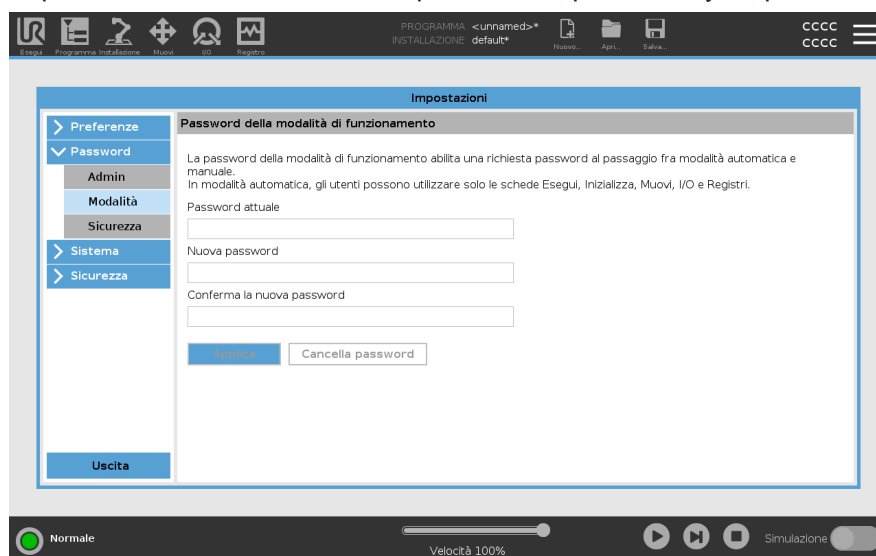 PROGRAMMA <unnamed>*
INSTALLAZIONE default*
cccc
cccc
Esegui Programma Installazione Muovi I/O Registro Nuovo... Apri... Salva...
Impostazioni
Preferenze
Password
Admin
Modalità
Sicurezza
Sistema
Sicurezza
Uscita
Password della modalità di funzionamento
La password della modalità di funzionamento abilita una richiesta password al passaggio fra modalità automatica e
manuale.
In modalità automatica, gli utenti possono utilizzare solo le schede Esegui, Inizializza, Muovi, I/O e Registri.
Password attuale
Nuova password
Conferma la nuova password
Applica Cancella password
Normale
Velocità 100%
Simulazione